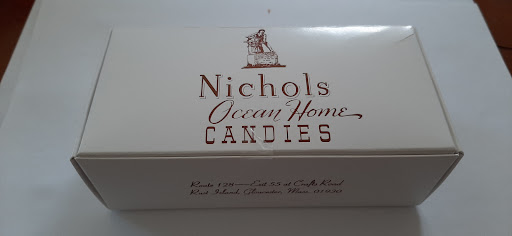 Nichols
Ocean Home
CANDIES
Route 128—Exit 55 at Crafts Road
Rust Island, Gloucester, Mass. 01930